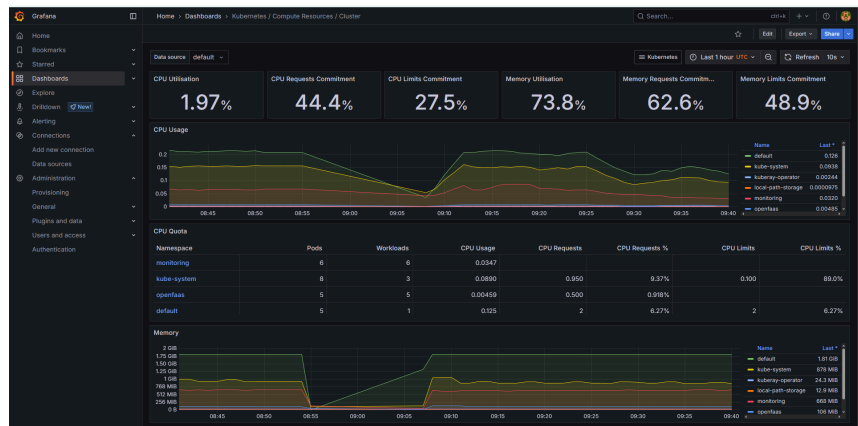 Grafana
Home › Dashboards › Kubernetes / Compute Resources / Cluster
Search...
ctrl+k
Home
Bookmarks
Starred
Dashboards
Explore
Drilldown New!
Alerting
Connections
Add new connection
Data sources
Administration
Provisioning
General
Plugins and data
Users and access
Authentication
Edit
Export
Share
Data source default
Kubernetes
Last 1 hour UTC
Refresh 10s
CPU Utilisation
1.97%
CPU Requests Commitment
44.4%
CPU Limits Commitment
27.5%
Memory Utilisation
73.8%
Memory Requests Commitm...
62.6%
Memory Limits Commitment
48.9%
CPU Usage
0.2
0.15
0.1
0.05
0
08:45 08:50 08:55 09:00 09:05 09:10 09:15 09:20 09:25 09:30 09:35 09:40
Name Last *
default 0.126
kube-system 0.0938
kuberay-operator 0.00244
local-path-storage 0.0000975
monitoring 0.0320
openfaas 0.00485
CPU Quota
Namespace Pods Workloads CPU Usage CPU Requests CPU Requests % CPU Limits CPU Limits %
monitoring 6 6 0.0347
kube-system 8 3 0.0890 0.950 9.37% 0.100 89.0%
openfaas 5 5 0.00459 0.500 0.918%
default 5 1 0.125 2 6.27% 2 6.27%
Memory
2 GiB
1.75 GiB
1.50 GiB
1.25 GiB
1 GiB
768 MiB
512 MiB
256 MiB
0 B
08:45 08:50 08:55 09:00 09:05 09:10 09:15 09:20 09:25 09:30 09:35 09:40
Name Last *
default 1.81 GiB
kube-system 878 MiB
kuberay-operator 24.3 MiB
local-path-storage 12.9 MiB
monitoring 668 MiB
openfaas 106 MiB